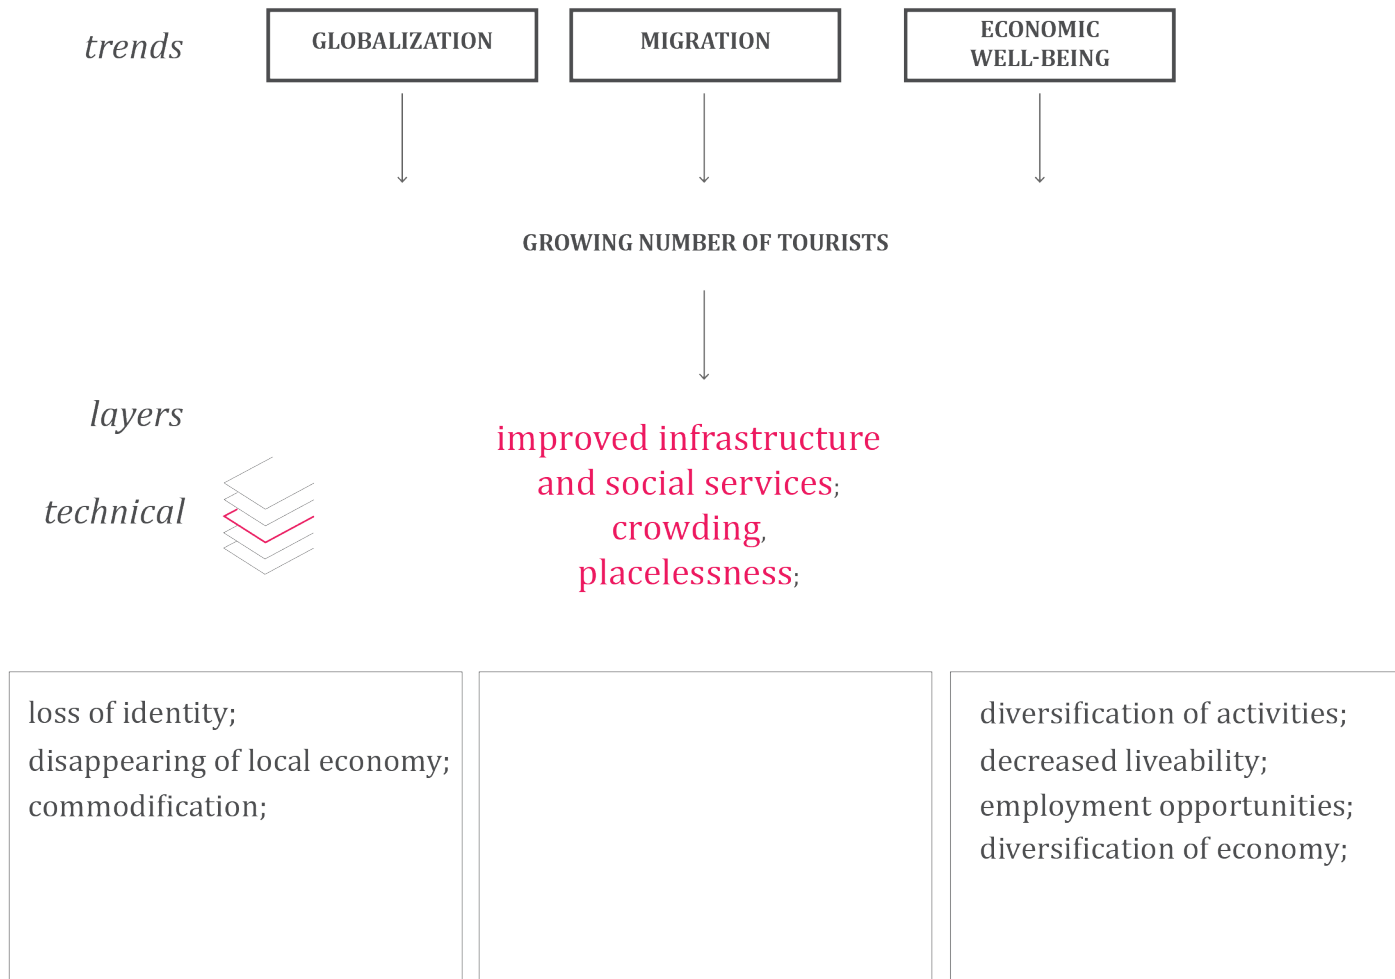 trends
GLOBALIZATION
MIGRATION
ECONOMIC
WELL-BEING
GROWING NUMBER OF TOURISTS
layers
technical
improved infrastructure
and social services;
crowding,
placelessness;
loss of identity;
disappearing of local economy;
commodification;
diversification of activities;
decreased liveability;
employment opportunities;
diversification of economy;